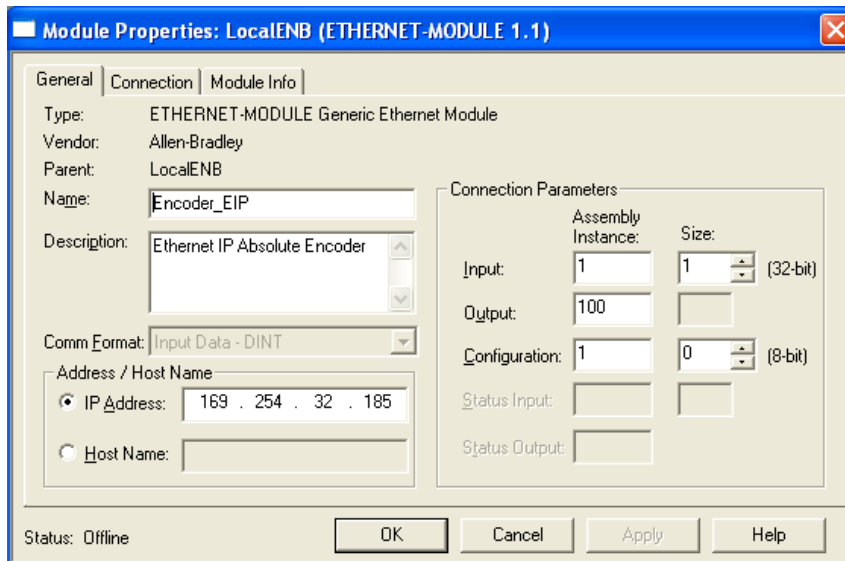 Module Properties: LocalENB (ETHERNET-MODULE 1.1)
General Connection Module Info
Type: ETHERNET-MODULE Generic Ethernet Module
Vendor: Allen-Bradley
Parent: LocalENB
Name: Encoder_EIP
Description: Ethernet IP Absolute Encoder
Comm Format: Input Data - DINT
Address / Host Name
IP Address: 169 . 254 . 32 . 185
Host Name:
Connection Parameters
Assembly
Instance: Size:
Input: 1 1 (32-bit)
Output: 100
Configuration: 1 0 (8-bit)
Status Input:
Status Output:
Status: Offline OK Cancel Apply Help